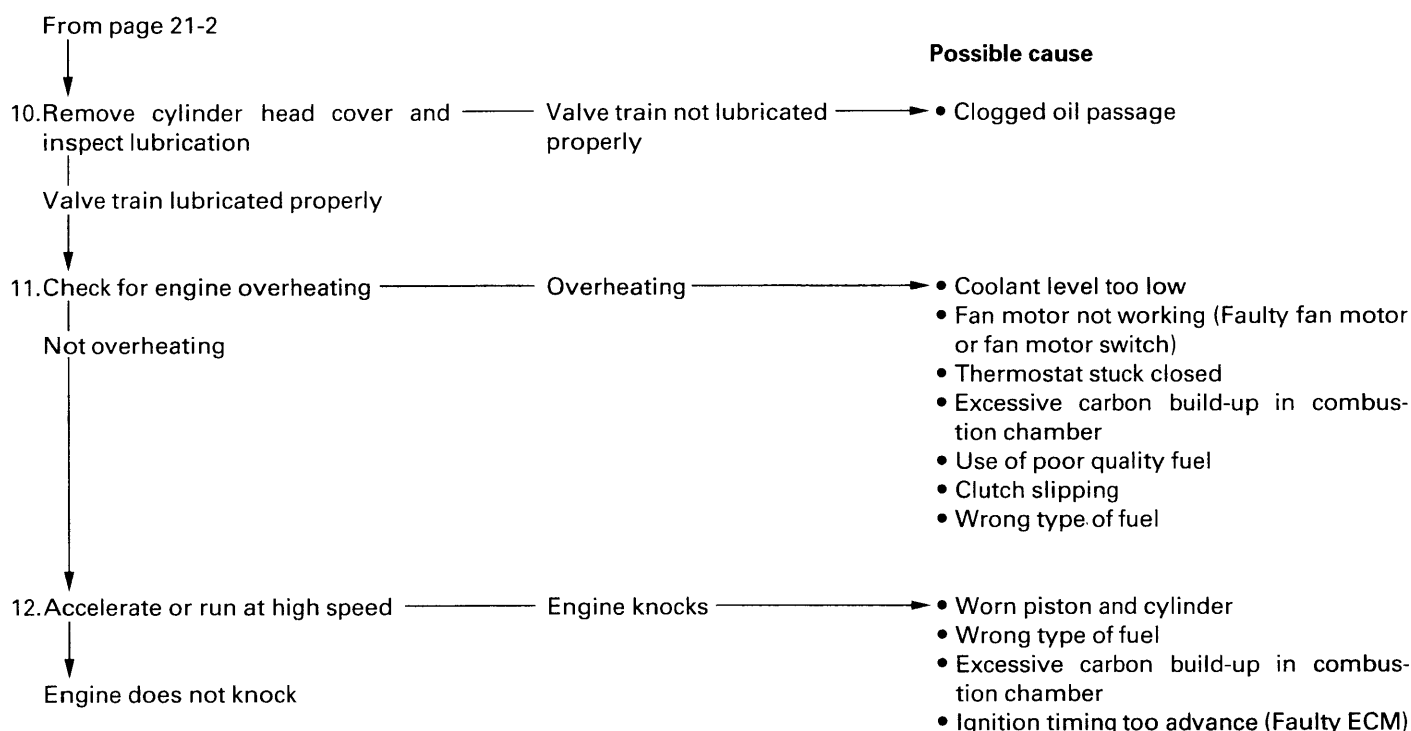 From page 21-2
Possible cause
10.Remove cylinder head cover and
inspect lubrication
Valve train not lubricated
properly
• Clogged oil passage
Valve train lubricated properly
11.Check for engine overheating
Overheating
• Coolant level too low
• Fan motor not working (Faulty fan motor
or fan motor switch)
• Thermostat stuck closed
• Excessive carbon build-up in combus-
tion chamber
• Use of poor quality fuel
• Clutch slipping
• Wrong type of fuel
Not overheating
12.Accelerate or run at high speed
Engine knocks
• Worn piston and cylinder
• Wrong type of fuel
• Excessive carbon build-up in combus-
tion chamber
• Ignition timing too advance (Faulty ECM)
Engine does not knock